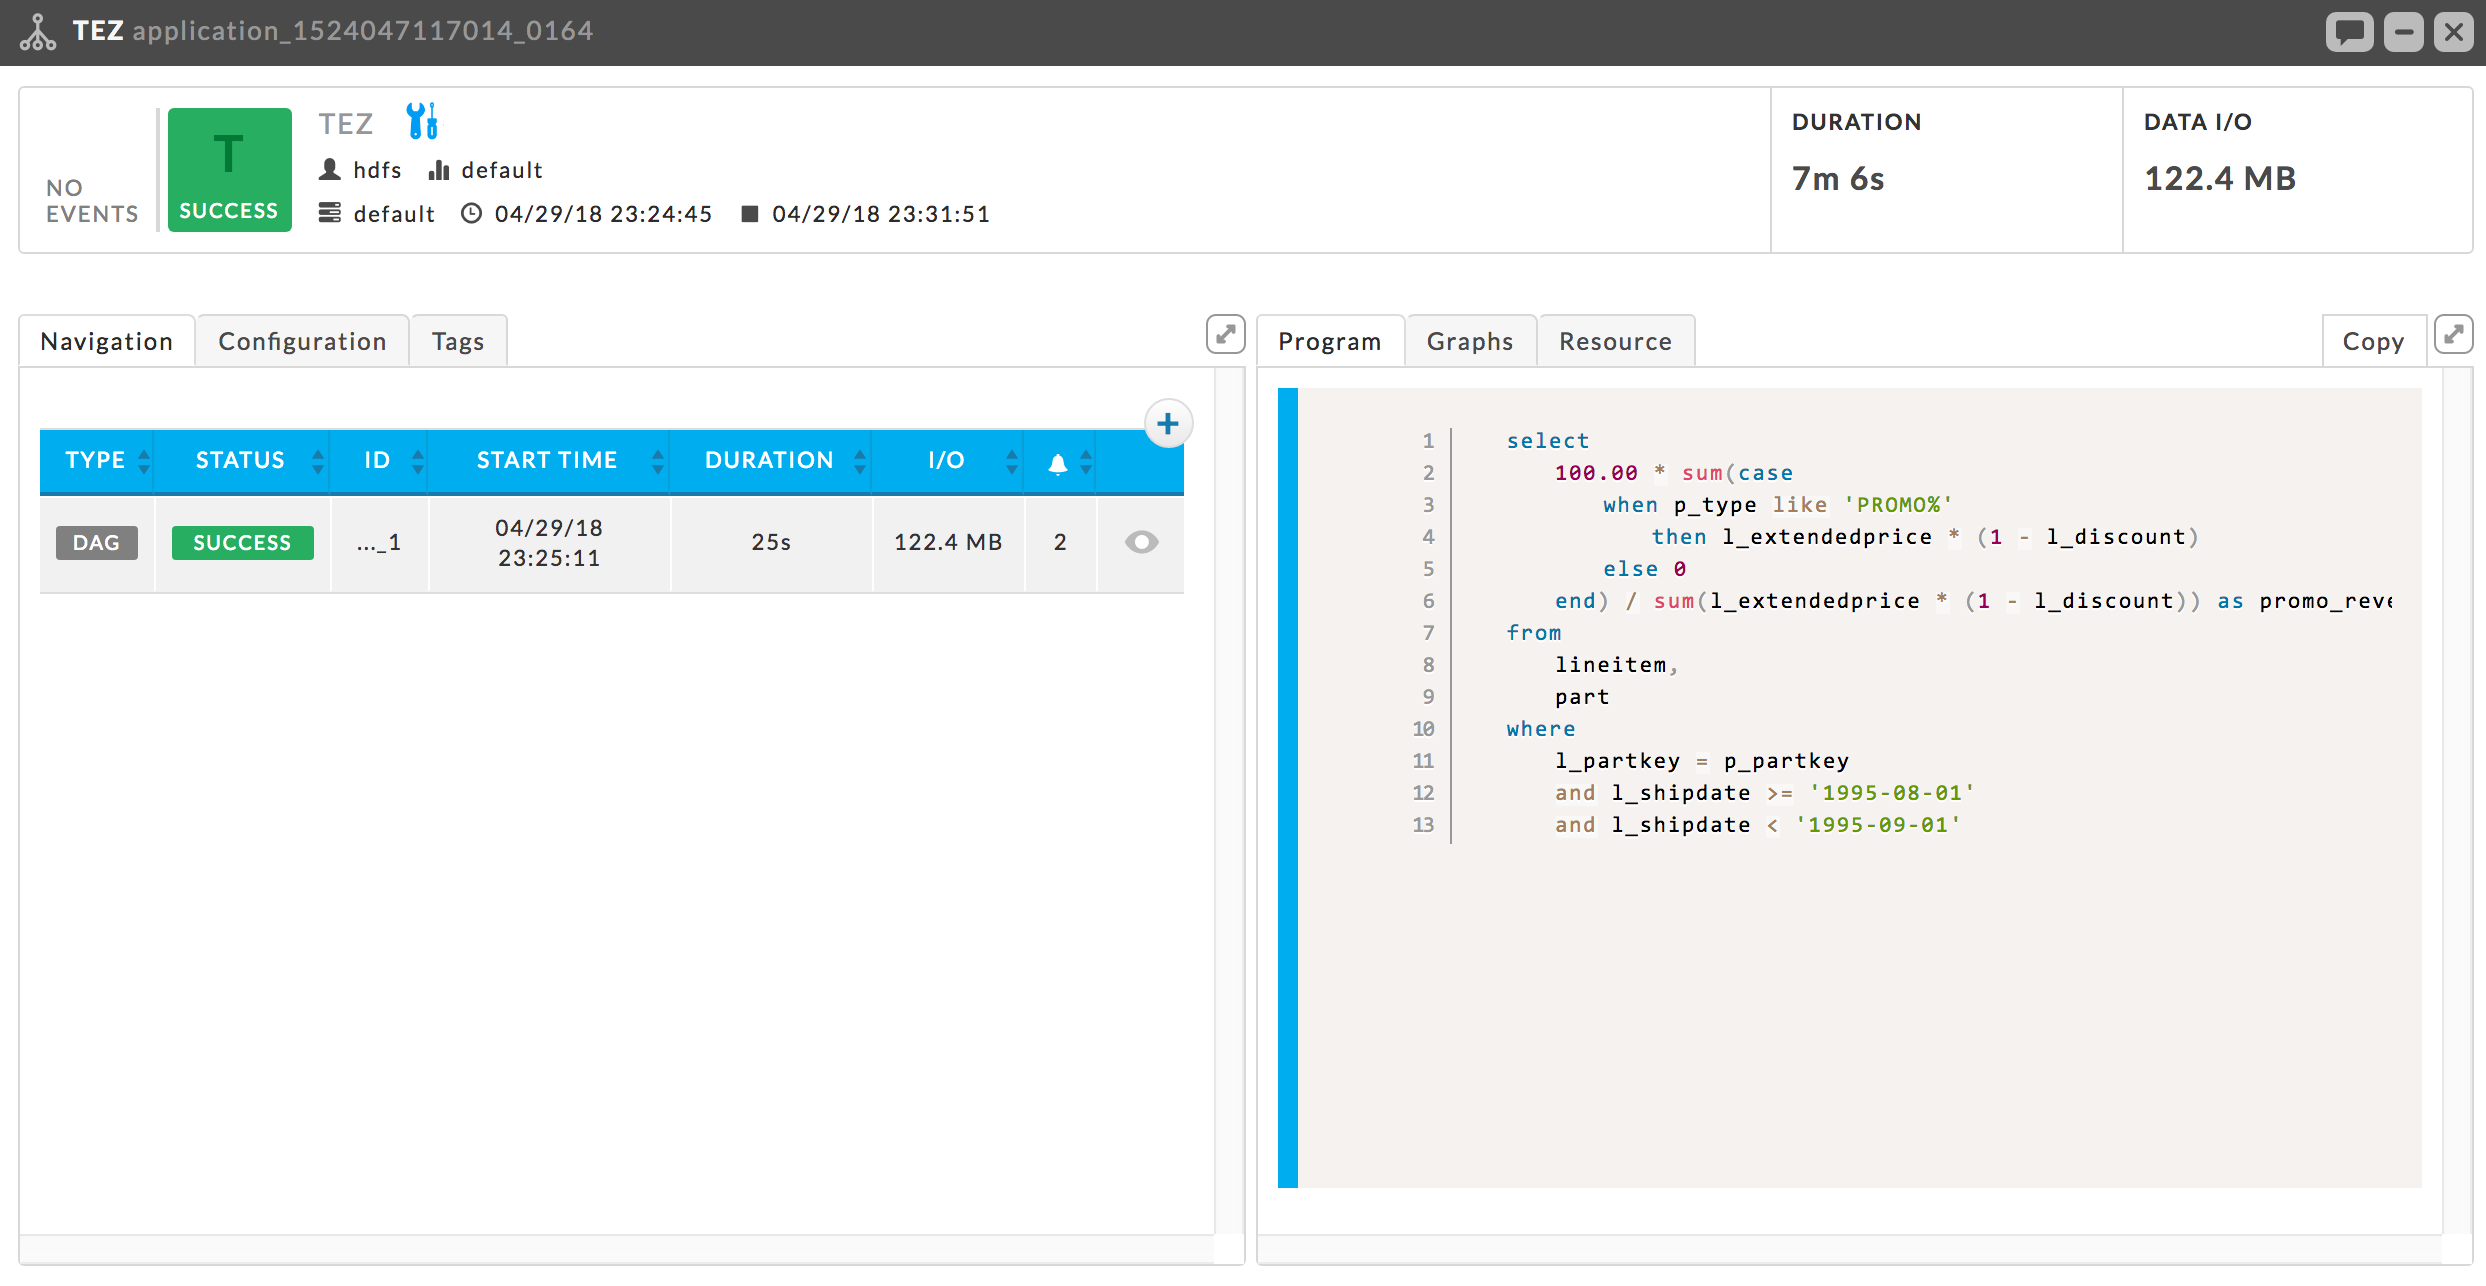 TEZ application_1524047117014_0164
NO
EVENTS
T
SUCCESS
TEZ
hdfs default
default 04/29/18 23:24:45 04/29/18 23:31:51
DURATION
7m 6s
DATA I/O
122.4 MB
Navigation Configuration Tags
TYPE STATUS ID START TIME DURATION I/O
DAG SUCCESS ..._1 04/29/18 23:25:11 25s 122.4 MB 2
Program Graphs Resource Copy
1 select
2 100.00 * sum(case
3 when p_type like 'PROMO%'
4 then l_extendedprice * (1 - l_discount)
5 else 0
6 end) / sum(l_extendedprice * (1 - l_discount)) as promo_reve
7 from
8 lineitem,
9 part
10 where
11 l_partkey = p_partkey
12 and l_shipdate >= '1995-08-01'
13 and l_shipdate < '1995-09-01'